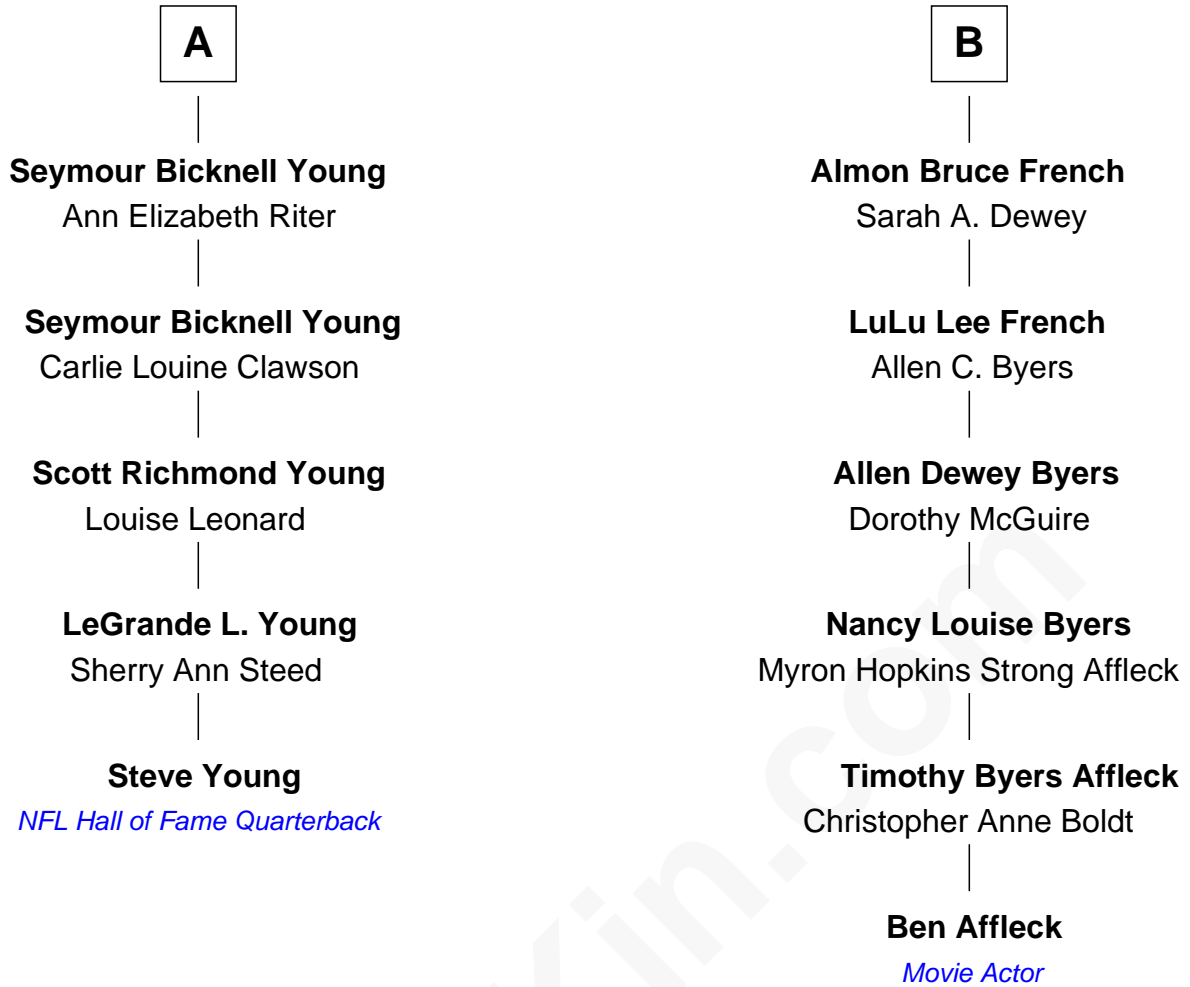 A
Seymour Bicknell Young
Ann Elizabeth Riter
Seymour Bicknell Young
Carlie Louine Clawson
Scott Richmond Young
Louise Leonard
LeGrande L. Young
Sherry Ann Steed
Steve Young
NFL Hall of Fame Quarterback
B
Almon Bruce French
Sarah A. Dewey
LuLu Lee French
Allen C. Byers
Allen Dewey Byers
Dorothy McGuire
Nancy Louise Byers
Myron Hopkins Strong Affleck
Timothy Byers Affleck
Christopher Anne Boldt
Ben Affleck
Movie Actor